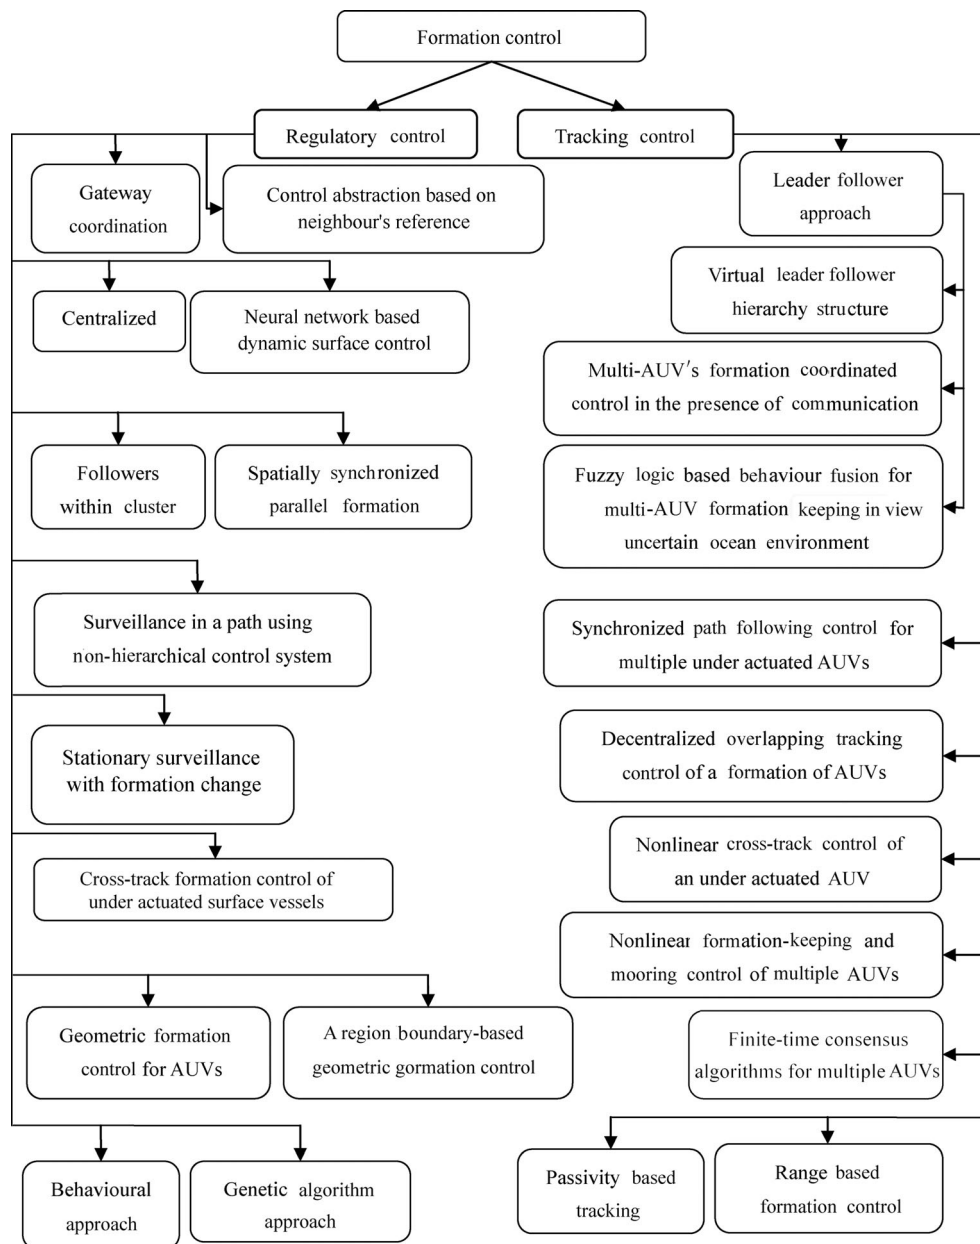 Formation control
Regulatory control
Tracking control
Gateway
coordination
Control abstraction based on
neighbour's reference
Leader follower
approach
Virtual leader follower
hierarchy structure
Centralized
Neural network based
dynamic surface control
Multi-AUV's formation coordinated
control in the presence of communication
Followers
within cluster
Spatially synchronized
parallel formation
Fuzzy logic based behaviour fusion for
multi-AUV formation keeping in view
uncertain ocean environment
Surveillance in a path using
non-hierarchical control system
Synchronized path following control for
multiple under actuated AUVs
Stationary surveillance
with formation change
Decentralized overlapping tracking
control of a formation of AUVs
Cross-track formation control of
under actuated surface vessels
Nonlinear cross-track control of
an under actuated AUV
Nonlinear formation-keeping and
mooring control of multiple AUVs
Geometric formation
control for AUVs
A region boundary-based
geometric gormation control
Finite-time consensus
algorithms for multiple AUVs
Behavioural
approach
Genetic algorithm
approach
Passivity based
tracking
Range based
formation control